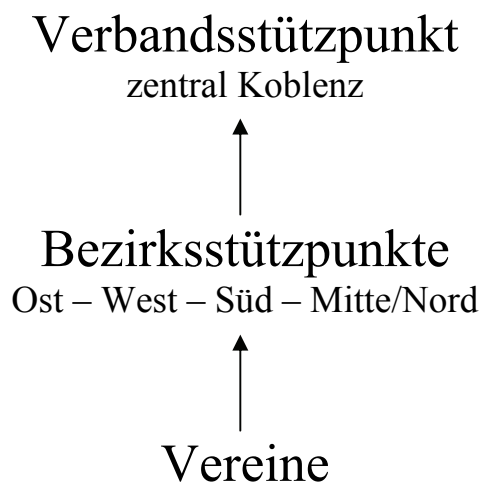 Verbandsstützpunkt
zentral Koblenz
Bezirksstützpunkte
Ost – West – Süd – Mitte/Nord
Vereine